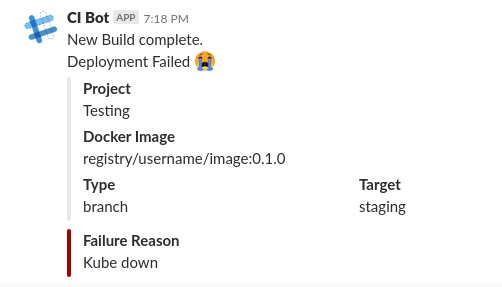 CI Bot APP 7:18 PM
New Build complete.
Deployment Failed 😭
Project
Testing
Docker Image
registry/username/image:0.1.0
Type Target
branch staging
Failure Reason
Kube down